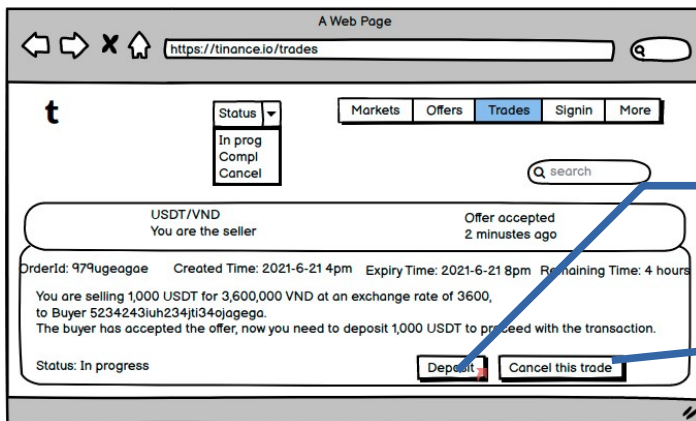 A Web Page
https://tinance.io/trades
t
Status
Markets Offers Trades Signin More
In prog
Compl
Cancel
search
USDT/VND Offer accepted
You are the seller 2 minustes ago
OrderId: 979ugeagae Created Time: 2021-6-21 4pm Expiry Time: 2021-6-21 8pm Remaining Time: 4 hours
You are selling 1,000 USDT for 3,600,000 VND at an exchange rate of 3600,
to Buyer 5234243iuh234jti34ojagega.
The buyer has accepted the offer, now you need to deposit 1,000 USDT to proceed with the transaction.
Status: In progress Deposit Cancel this trade